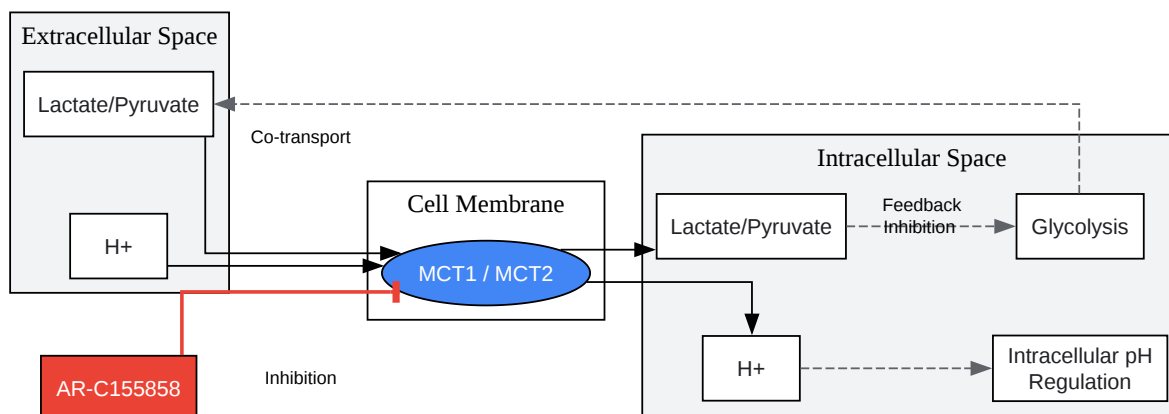 Extracellular Space
Lactate/Pyruvate
Co-transport
H+
Cell Membrane
MCT1 / MCT2
Intracellular Space
Lactate/Pyruvate
Feedback
Inhibition
Glycolysis
H+
Intracellular pH
Regulation
AR-C155858
Inhibition